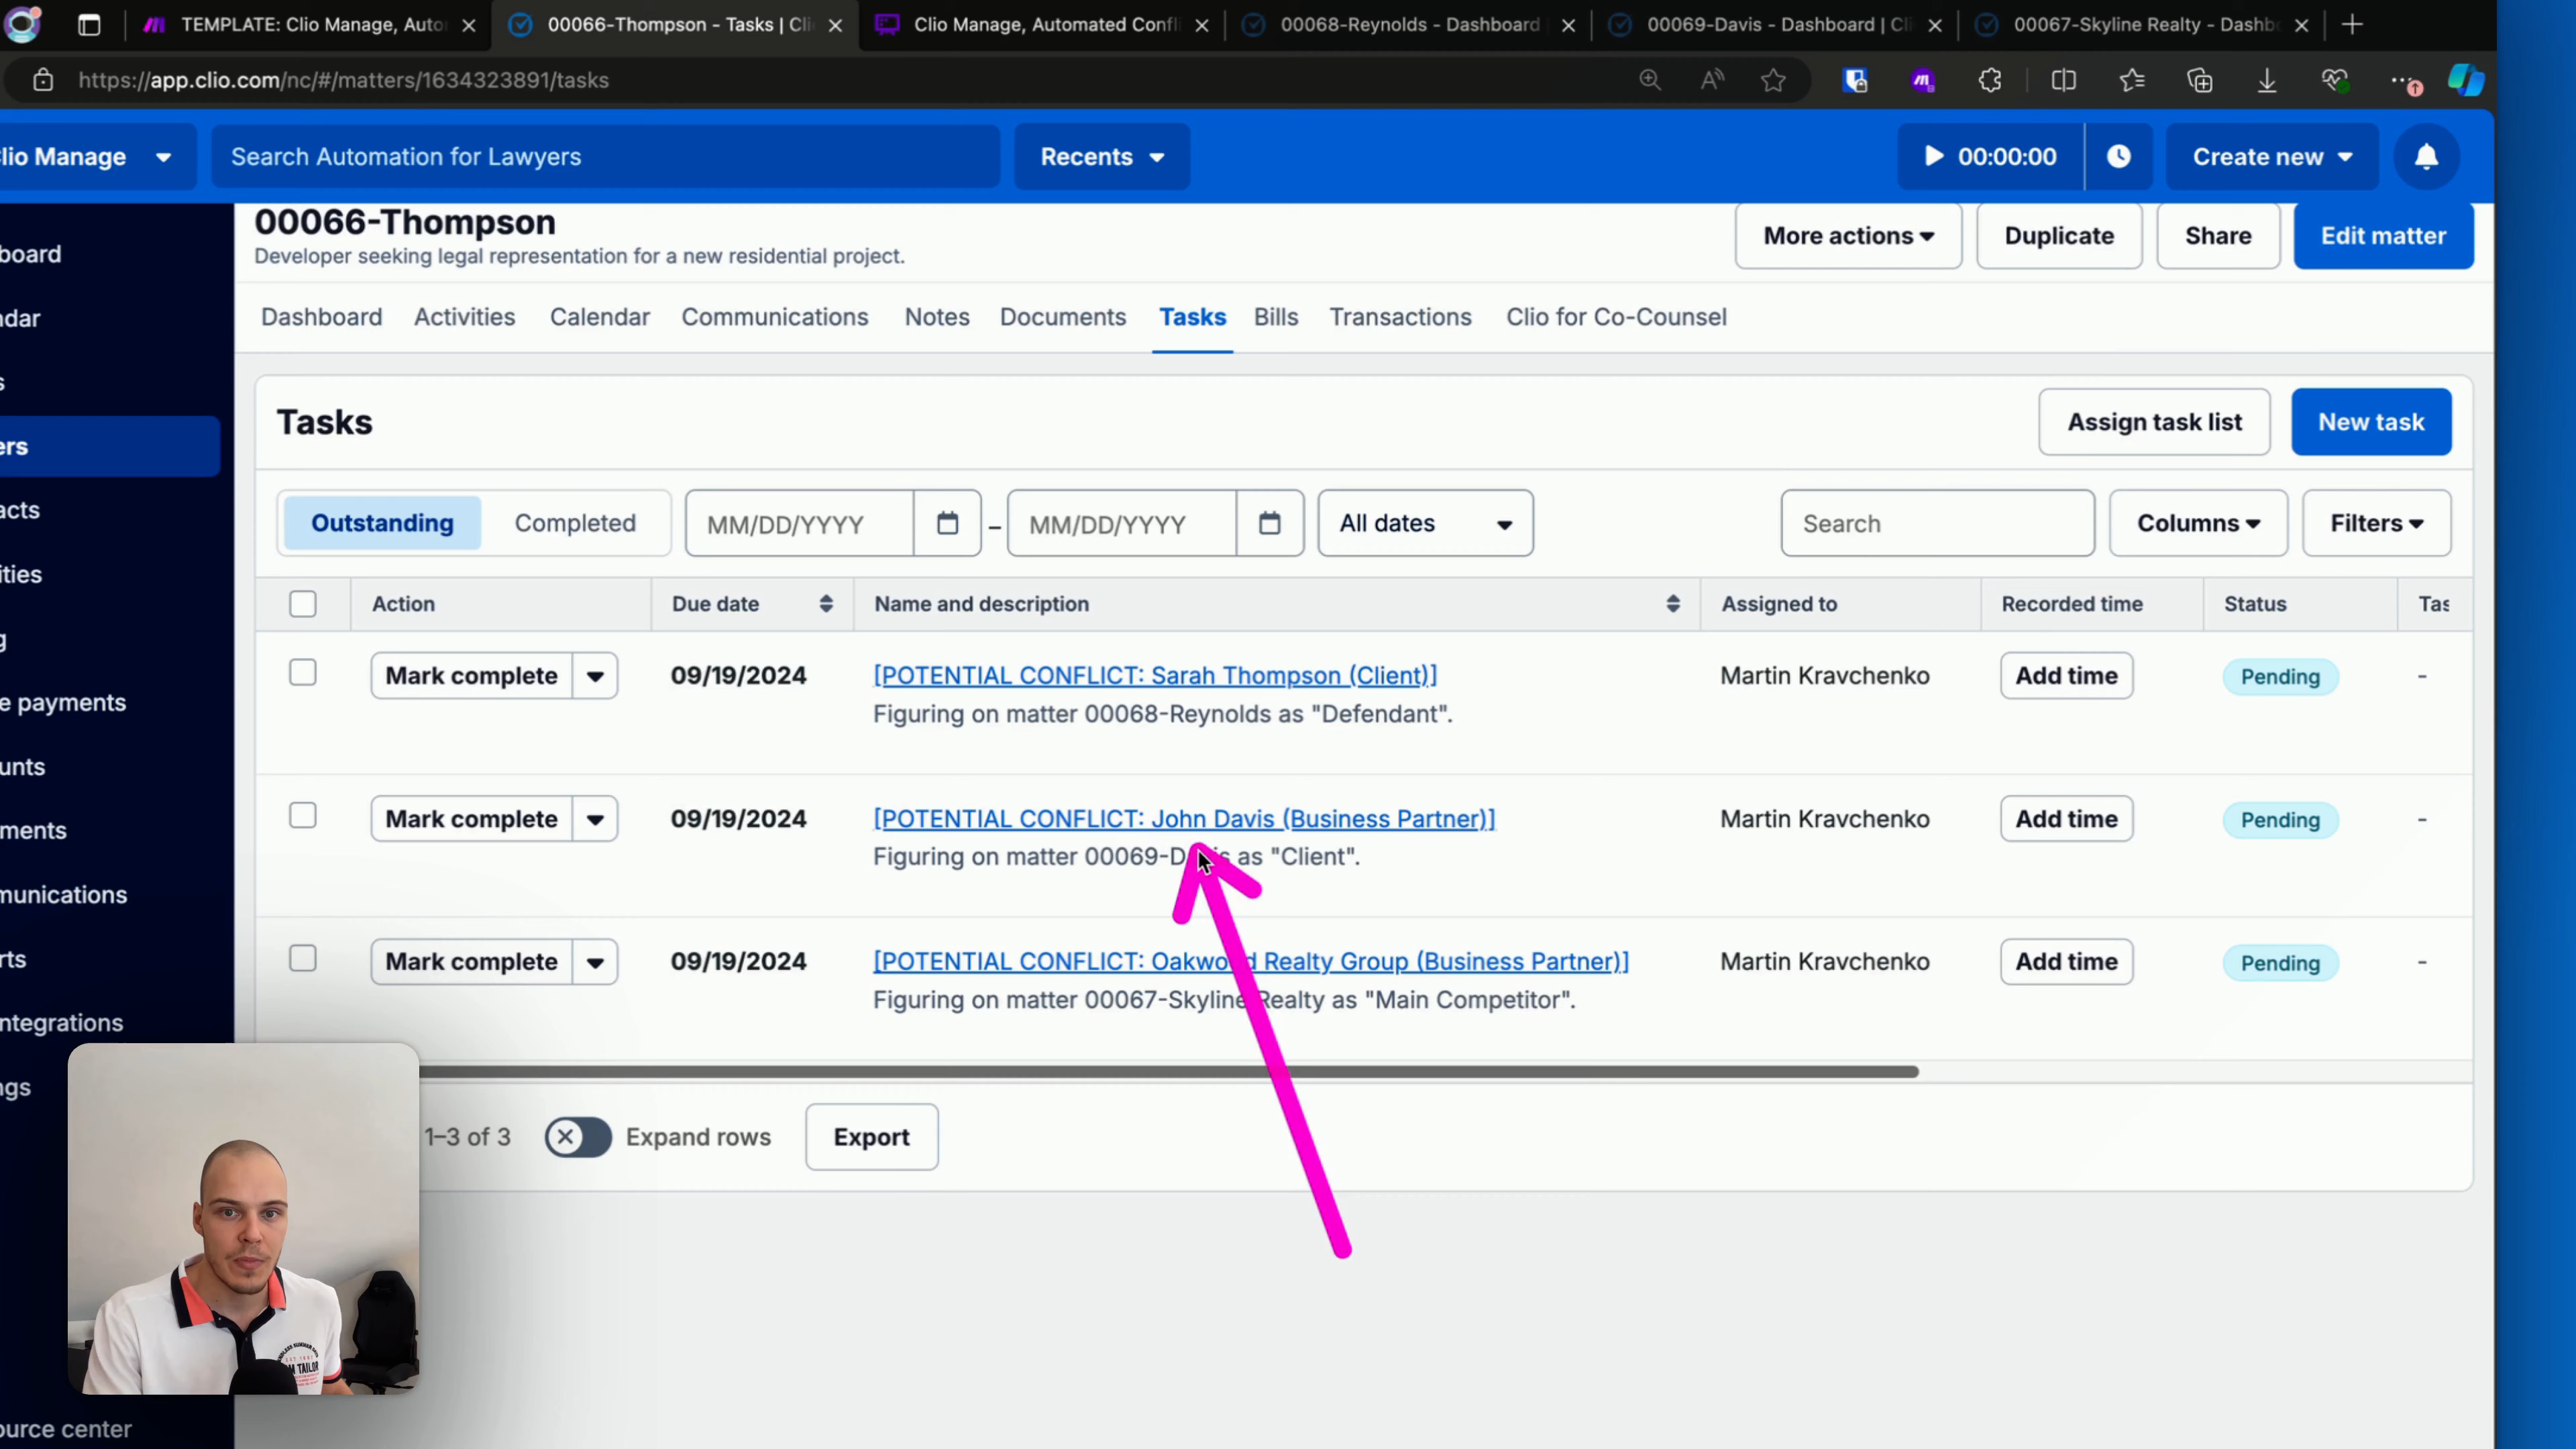 TEMPLATE: Clio Manage, Auto
00066-Thompson - Tasks | Cli
Clio Manage, Automated Confl
00068-Reynolds - Dashboard
00069-Davis - Dashboard | Cl
00067-Skyline Realty - Dashb
https://app.clio.com/nc/#/matters/1634323891/tasks
lio Manage
Search Automation for Lawyers
Recents
00:00:00
Create new
00066-Thompson
Developer seeking legal representation for a new residential project.
More actions
Duplicate
Share
Edit matter
board
ndar
s
ers
acts
ities
g
e payments
unts
ments
munications
rts
ntegrations
ngs
ource center
Dashboard
Activities
Calendar
Communications
Notes
Documents
Tasks
Bills
Transactions
Clio for Co-Counsel
Tasks
Assign task list
New task
Outstanding
Completed
MM/DD/YYYY
–
MM/DD/YYYY
All dates
Search
Columns
Filters
Action
Due date
Name and description
Assigned to
Recorded time
Status
Tas
Mark complete
09/19/2024
[POTENTIAL CONFLICT: Sarah Thompson (Client)]
Figuring on matter 00068-Reynolds as "Defendant".
Martin Kravchenko
Add time
Pending
-
Mark complete
09/19/2024
[POTENTIAL CONFLICT: John Davis (Business Partner)]
Figuring on matter 00069-Davis as "Client".
Martin Kravchenko
Add time
Pending
-
Mark complete
09/19/2024
[POTENTIAL CONFLICT: Oakwood Realty Group (Business Partner)]
Figuring on matter 00067-Skyline Realty as "Main Competitor".
Martin Kravchenko
Add time
Pending
-
1–3 of 3
Expand rows
Export
M TAILOR